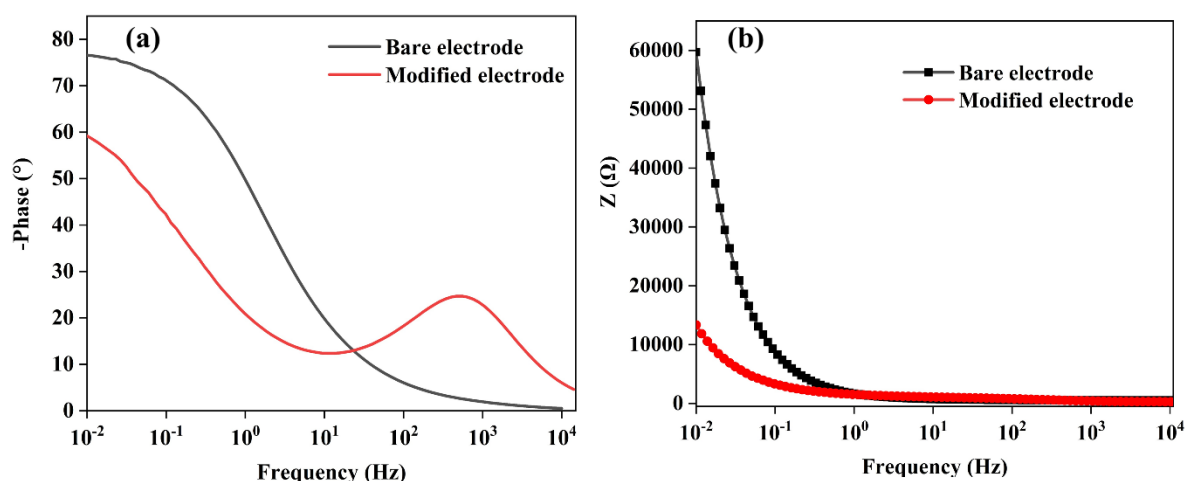 (a)
Bare electrode
Modified electrode
-Phase (°)
80
70
60
50
40
30
20
10
0
10⁻² 10⁻¹ 10⁰ 10¹ 10² 10³ 10⁴
Frequency (Hz)
(b)
Bare electrode
Modified electrode
Z (Ω)
60000
50000
40000
30000
20000
10000
0
10⁻² 10⁻¹ 10⁰ 10¹ 10² 10³ 10⁴
Frequency (Hz)